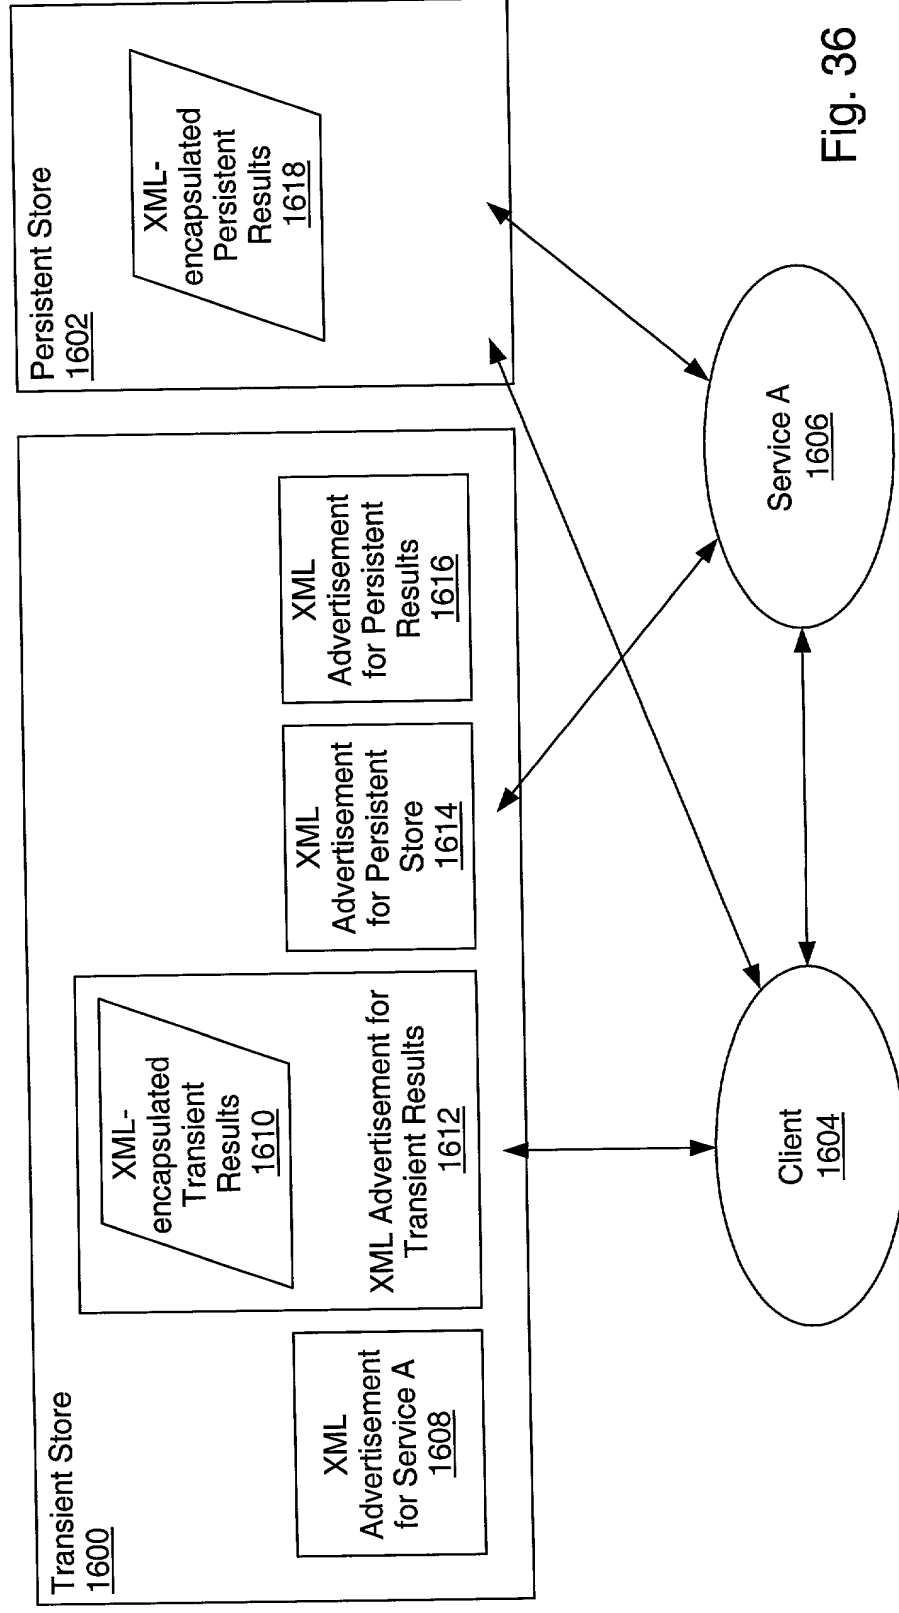 Transient Store
1600
XML
Advertisement
for Service A
1608
XML-
encapsulated
Transient
Results
1610
XML Advertisement for
Transient Results
1612
XML
Advertisement
for Persistent
Store
1614
XML
Advertisement
for Persistent
Results
1616
Persistent Store
1602
XML-
encapsulated
Persistent
Results
1618
Client
1604
Service A
1606
Fig. 36